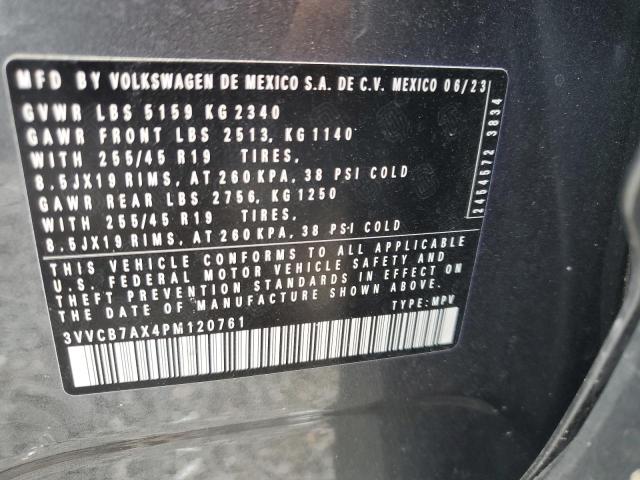 MFD BY VOLKSWAGEN DE MEXICO S.A. DE C.V. MEXICO 06/23
GVWR LBS 5159 KG 2340
GAWR FRONT LBS 2513, KG 1140
WITH 255/45 R19 TIRES,
8.5JX19 RIMS, AT 260 KPA, 38 PSI COLD
GAWR REAR LBS 2756, KG 1250
WITH 255/45 R19 TIRES,
8.5JX19 RIMS, AT 260 KPA, 38 PSI COLD
THIS VEHICLE CONFORMS TO ALL APPLICABLE
U.S. FEDERAL MOTOR VEHICLE SAFETY AND
THEFT PREVENTION STANDARDS IN EFFECT ON
THE DATE OF MANUFACTURE SHOWN ABOVE.
3VVCB7AX4PM120761 TYPE: MPV
2454572 3834